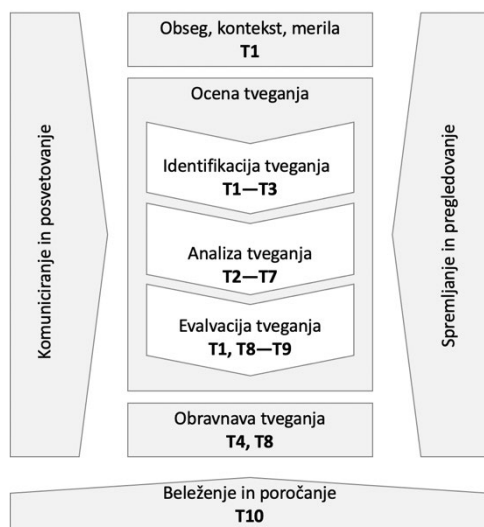 Obseg, kontekst, merila
T1
Ocena tveganja
Identifikacija tveganja
T1—T3
Analiza tveganja
T2—T7
Evalvacija tveganja
T1, T8—T9
Obravnava tveganja
T4, T8
Komuniciranje in posvetovanje
Spremljanje in pregledovanje
Beleženje in poročanje
T10